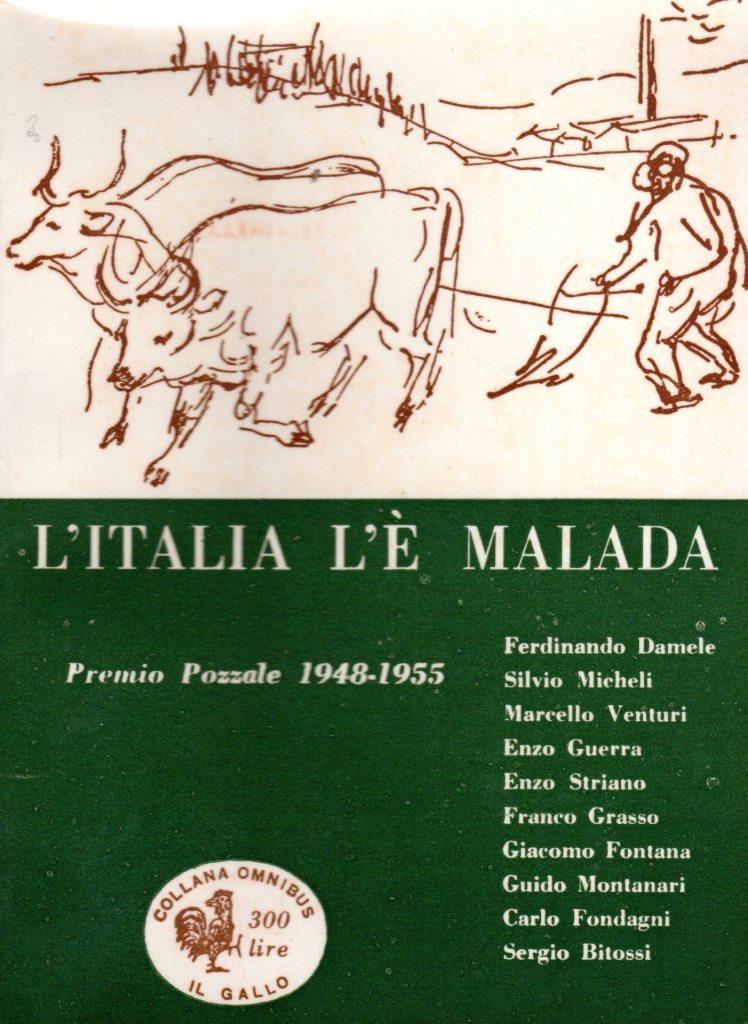 L'ITALIA L'È MALADA
Premio Pozzale 1948-1955
Ferdinando Damele
Silvio Micheli
Marcello Venturi
Enzo Guerra
Enzo Striano
Franco Grasso
Giacomo Fontana
Guido Montanari
Carlo Fondagni
Sergio Bitossi
COLLANA OMNIBUS
300
lire
IL GALLO